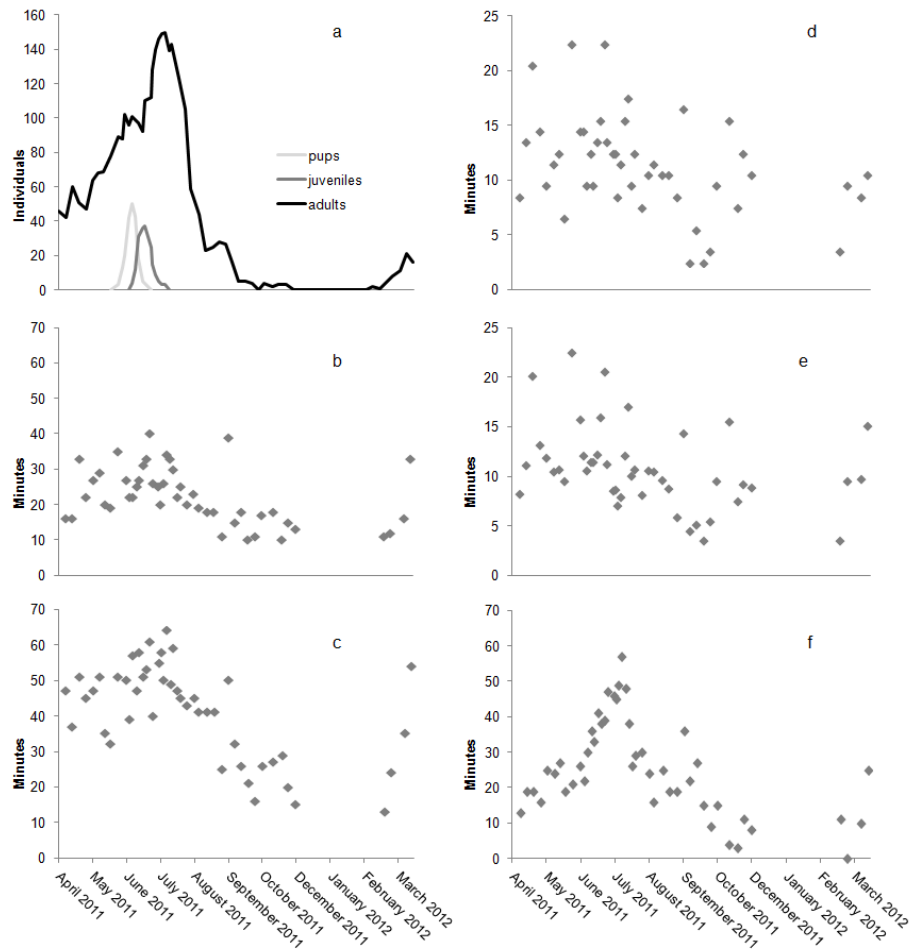 160
140
120
100
80
60
40
20
0
Individuals
a
pups
juveniles
adults
25
20
15
10
5
0
Minutes
d
70
60
50
40
30
20
10
0
Minutes
b
25
20
15
10
5
0
Minutes
e
70
60
50
40
30
20
10
0
Minutes
c
April 2011
May 2011
June 2011
July 2011
August 2011
September 2011
October 2011
December 2011
January 2012
February 2012
March 2012
70
60
50
40
30
20
10
0
Minutes
f
April 2011
May 2011
June 2011
July 2011
August 2011
September 2011
October 2011
December 2011
January 2012
February 2012
March 2012